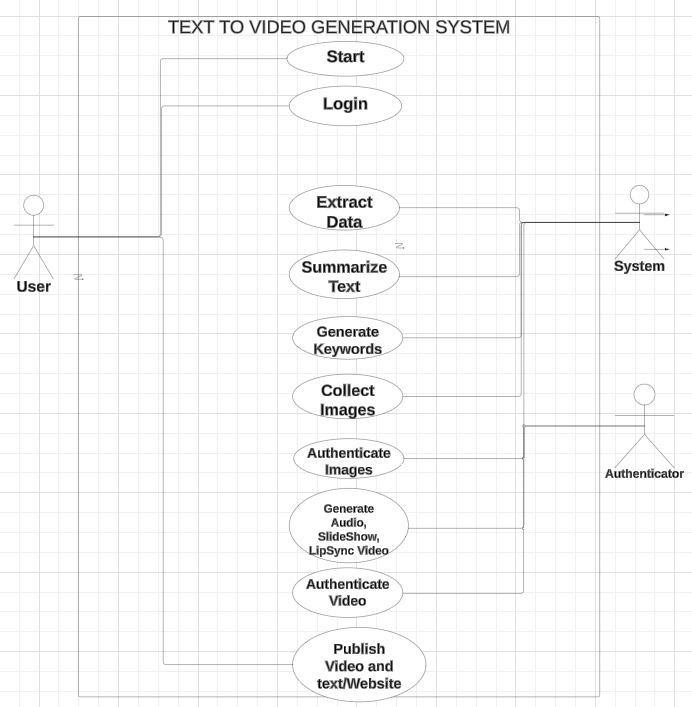 TEXT TO VIDEO GENERATION SYSTEM
Start
Login
Extract
Data
Summarize
Text
Generate
Keywords
Collect
Images
Authenticate
Images
Generate
Audio,
SlideShow,
LipSync Video
Authenticate
Video
Publish
Video and
text/Website
User
System
Authenticator